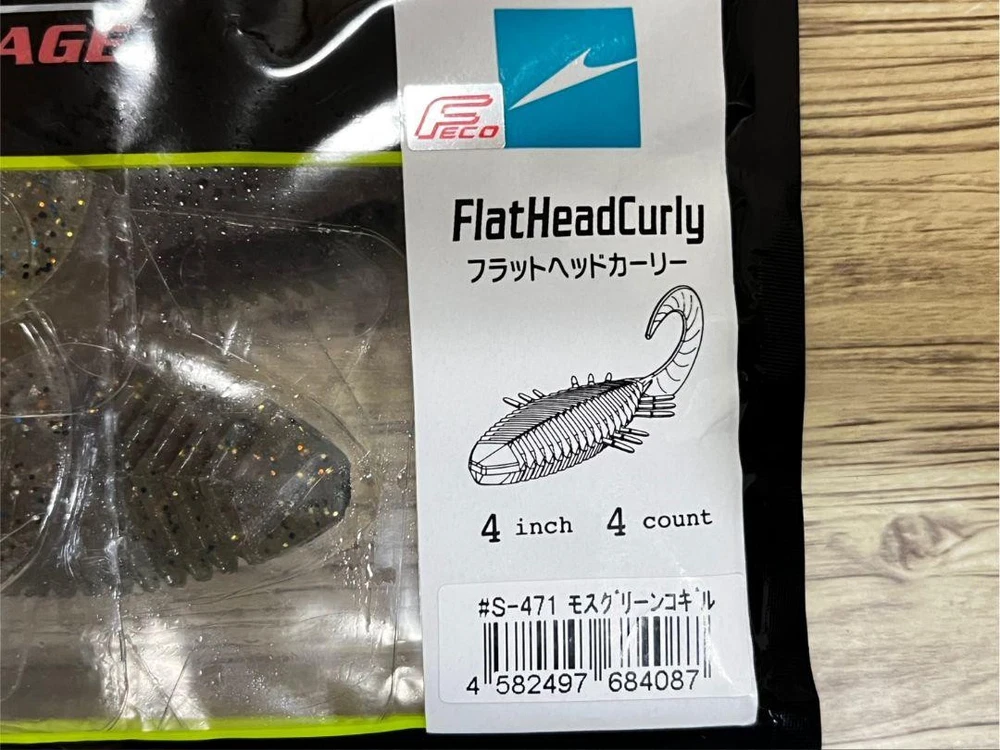 AGE
FECO
FlatHeadCurly
フラットヘッドカーリー
4 inch 4 count
#S-471 モスグリーンコギル
4 582497 684087